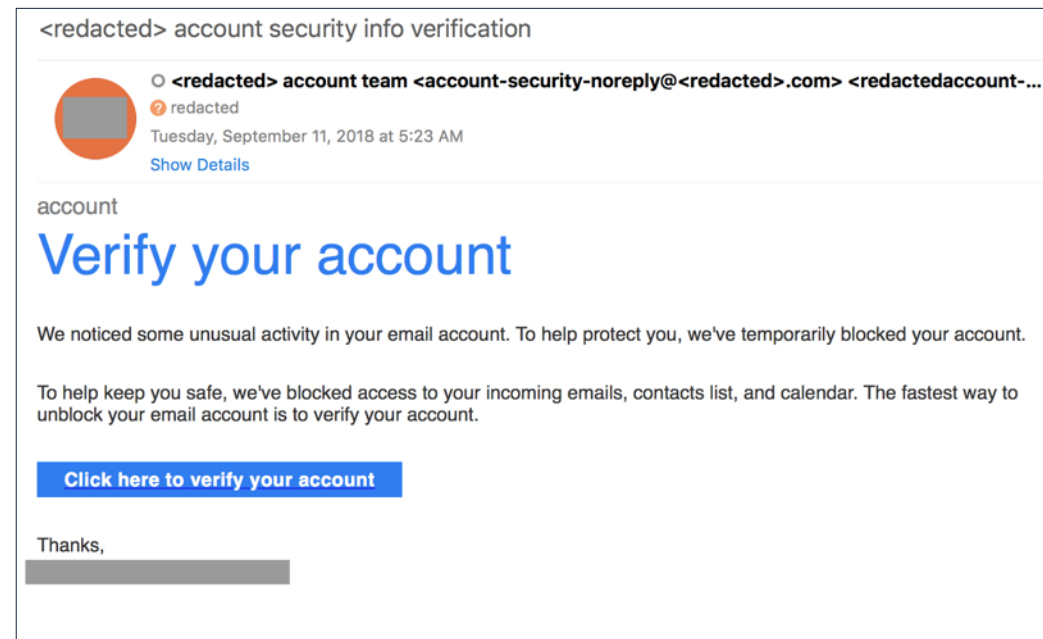 <redacted> account security info verification
<redacted> account team <account-security-noreply@<redacted>.com> <redactedaccount-...
? redacted
Tuesday, September 11, 2018 at 5:23 AM
Show Details
account
Verify your account
We noticed some unusual activity in your email account. To help protect you, we've temporarily blocked your account.
To help keep you safe, we've blocked access to your incoming emails, contacts list, and calendar. The fastest way to
unblock your email account is to verify your account.
Click here to verify your account
Thanks,